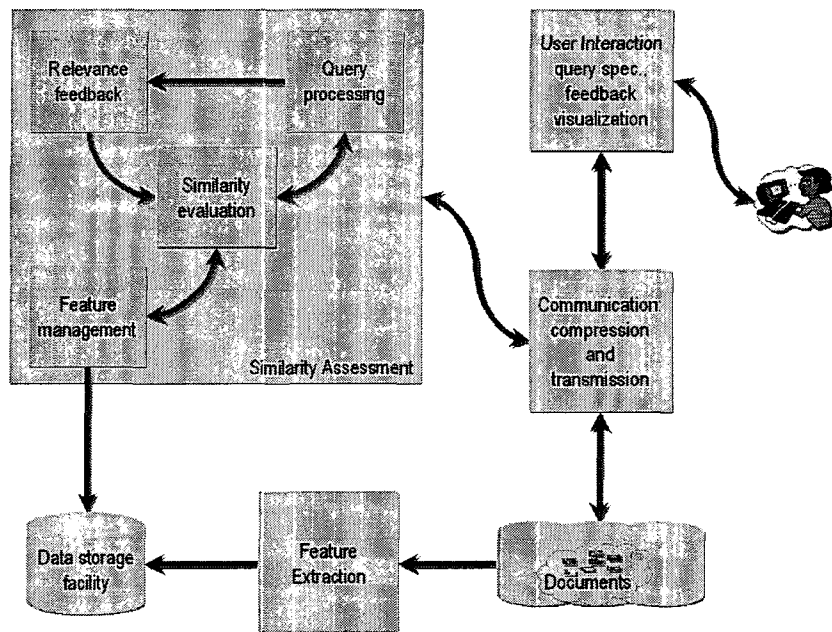 Relevance
feedback
Query
processing
Similarity
evaluation
Feature
management
Similarity Assessment
User Interaction
query spec.,
feedback
visualization
Communication:
compression
and
transmission
Data storage
facility
Feature
Extraction
Documents